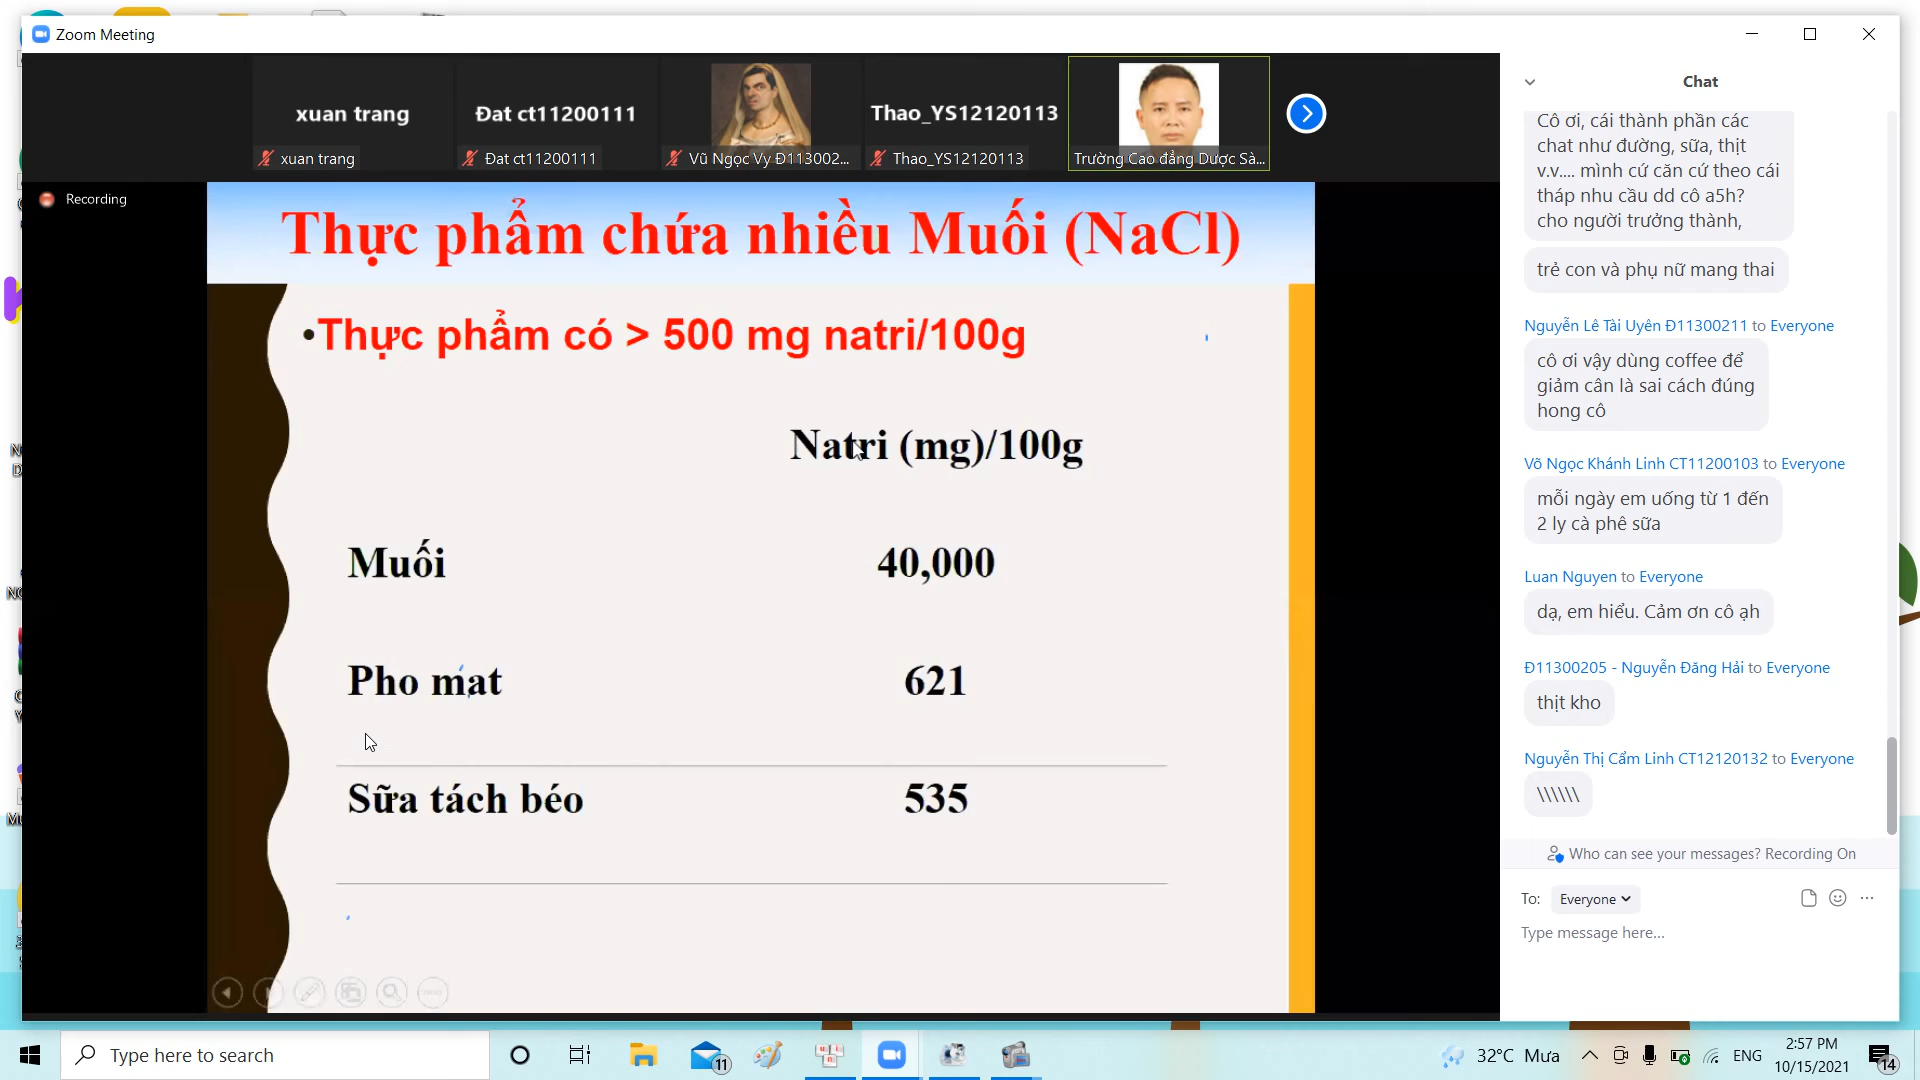 Zoom Meeting
xuan trang
Đat ct11200111
Thao_YS12120113
xuan trang
Đat ct11200111
Vũ Ngọc Vy Đ113002...
Thao_YS12120113
Trường Cao đẳng Dược Sà...
Recording
Thực phẩm chứa nhiều Muối (NaCl)
•Thực phẩm có > 500 mg natri/100g
Natri (mg)/100g
Muối 40,000
Pho mat 621
Sữa tách béo 535
Chat
Cô ơi, cái thành phần các
chat như đường, sữa, thịt
v.v.... mình cứ căn cứ theo cái
tháp nhu cầu dd cô a5h?
cho người trưởng thành,
trẻ con và phụ nữ mang thai
Nguyễn Lê Tài Uyên Đ11300211 to Everyone
cô ơi vậy dùng coffee để
giảm cân là sai cách đúng
hong cô
Võ Ngọc Khánh Linh CT11200103 to Everyone
mỗi ngày em uống từ 1 đến
2 ly cà phê sữa
Luan Nguyen to Everyone
dạ, em hiểu. Cảm ơn cô ạh
Đ11300205 - Nguyễn Đăng Hải to Everyone
thịt kho
Nguyễn Thị Cẩm Linh CT12120132 to Everyone
\\\\\\
Who can see your messages? Recording On
To: Everyone
Type message here...
Type here to search
11
32°C Mưa
ENG
2:57 PM
10/15/2021
14